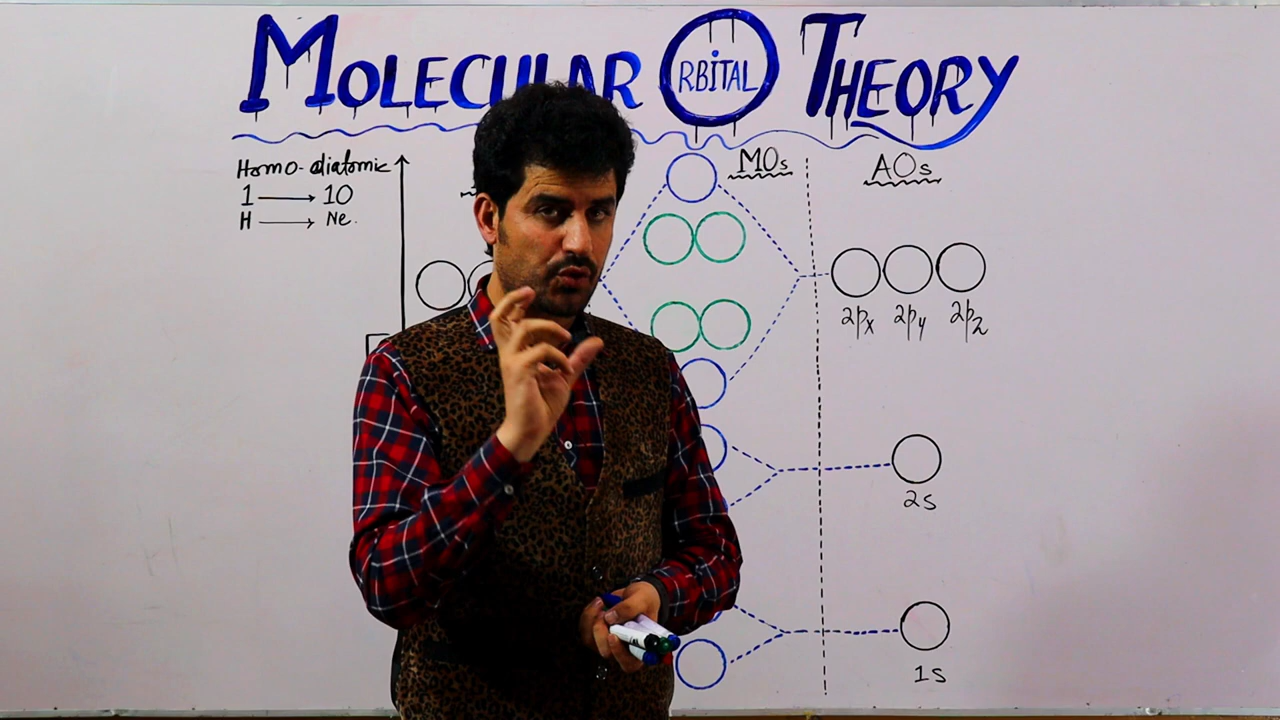 MOLECULAR ORBITAL THEORY
Homo-diatomic
1 → 10
H → Ne.
MOs
AOs
2px 2py 2pz
2s
1s